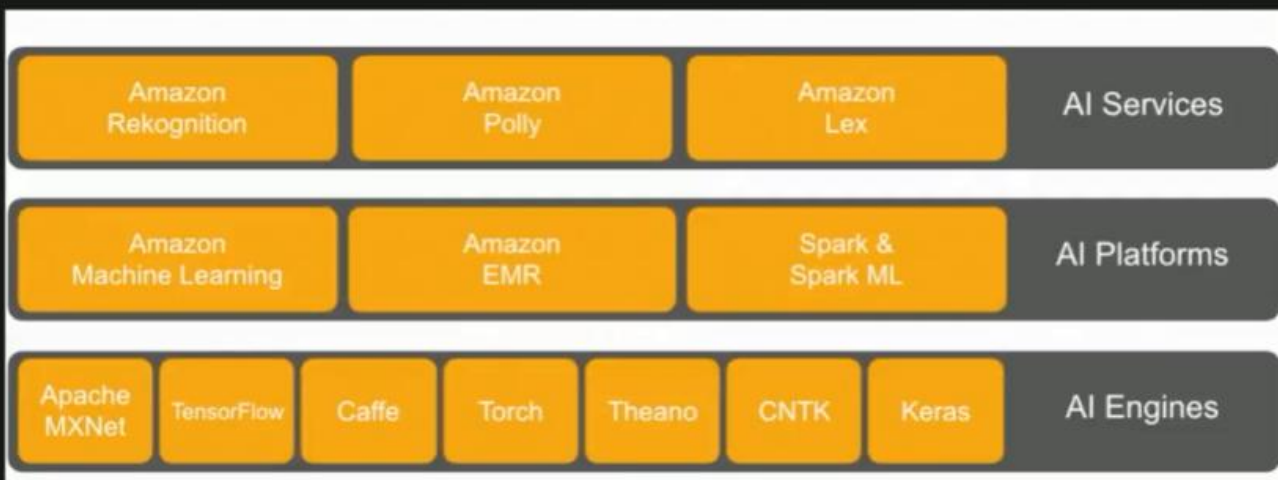 Amazon
Rekognition
Amazon
Polly
Amazon
Lex
AI Services
Amazon
Machine Learning
Amazon
EMR
Spark &
Spark ML
AI Platforms
Apache
MXNet
TensorFlow
Caffe
Torch
Theano
CNTK
Keras
AI Engines